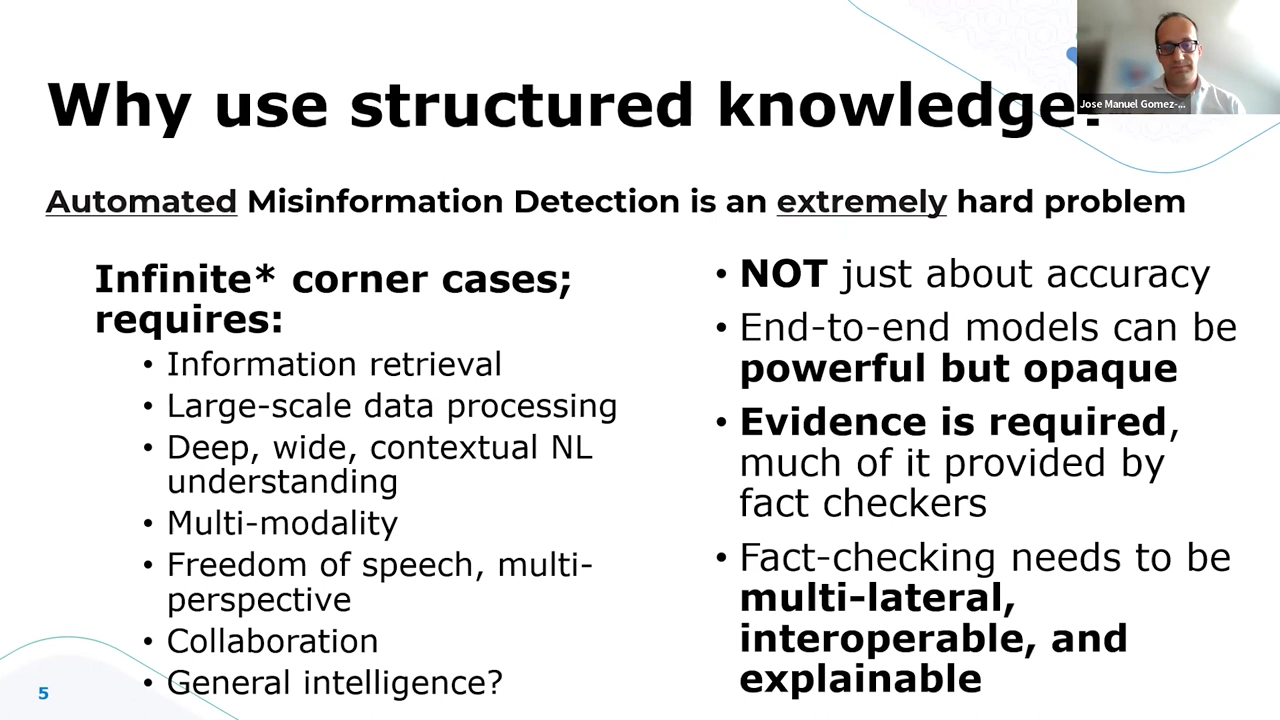 Why use structured knowledge?
Jose Manuel Gomez-...
Automated Misinformation Detection is an extremely hard problem
Infinite* corner cases;
requires:
• Information retrieval
• Large-scale data processing
• Deep, wide, contextual NL
understanding
• Multi-modality
• Freedom of speech, multi-
perspective
• Collaboration
• General intelligence?
• NOT just about accuracy
• End-to-end models can be
powerful but opaque
• Evidence is required,
much of it provided by
fact checkers
• Fact-checking needs to be
multi-lateral,
interoperable, and
explainable
5